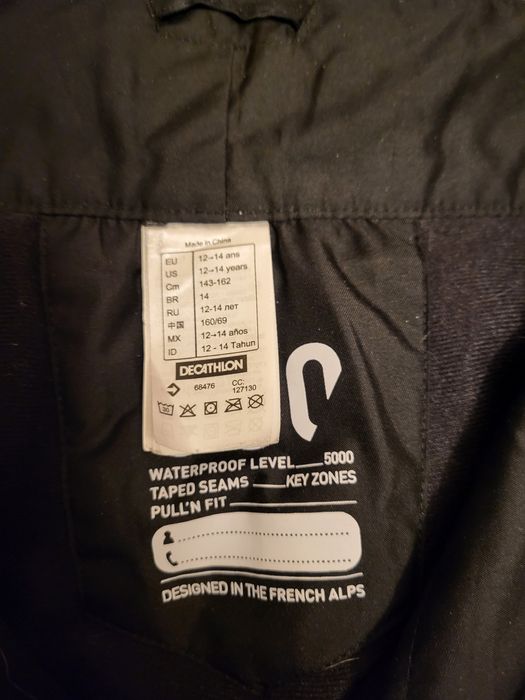 Made in China
EU 12→14 ans
US 12→14 years
Cm 143-162
BR 14
RU 12-14 лет
中国 160/69
MX 12→14 años
ID 12 - 14 Tahun
DECATHLON
68476 CC: 127130
30
WATERPROOF LEVEL 5000
TAPED SEAMS KEY ZONES
PULL'N FIT
DESIGNED IN THE FRENCH ALPS